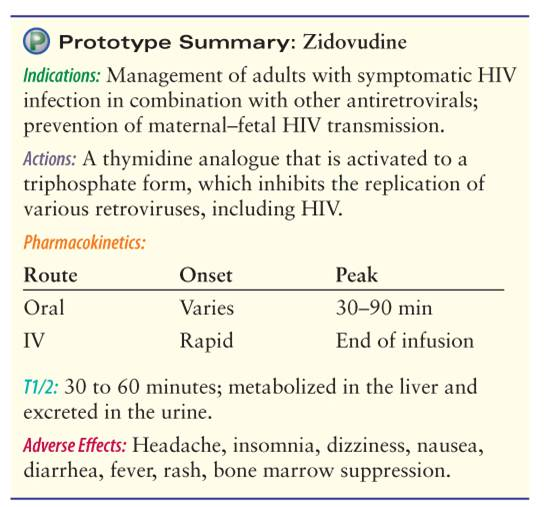 P Prototype Summary: Zidovudine
Indications: Management of adults with symptomatic HIV
infection in combination with other antiretrovirals;
prevention of maternal–fetal HIV transmission.
Actions: A thymidine analogue that is activated to a
triphosphate form, which inhibits the replication of
various retroviruses, including HIV.
Pharmacokinetics:
Route Onset Peak
Oral Varies 30–90 min
IV Rapid End of infusion
T1/2: 30 to 60 minutes; metabolized in the liver and
excreted in the urine.
Adverse Effects: Headache, insomnia, dizziness, nausea,
diarrhea, fever, rash, bone marrow suppression.